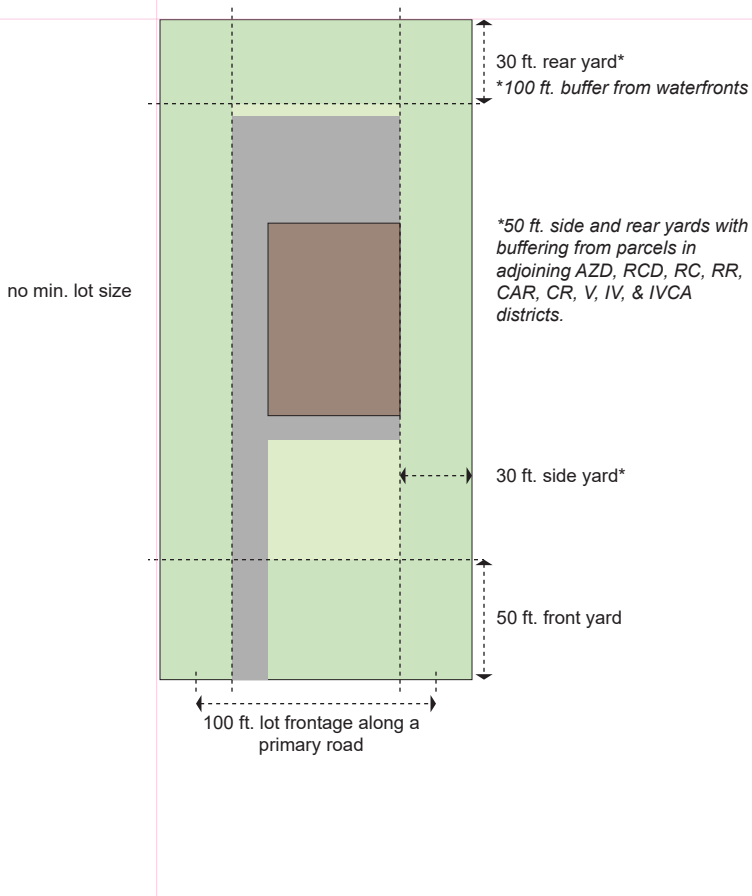 30 ft. rear yard*
*100 ft. buffer from waterfronts
*50 ft. side and rear yards with
buffering from parcels in
adjoining AZD, RCD, RC, RR,
CAR, CR, V, IV, & IVCA
districts.
no min. lot size
30 ft. side yard*
50 ft. front yard
100 ft. lot frontage along a
primary road